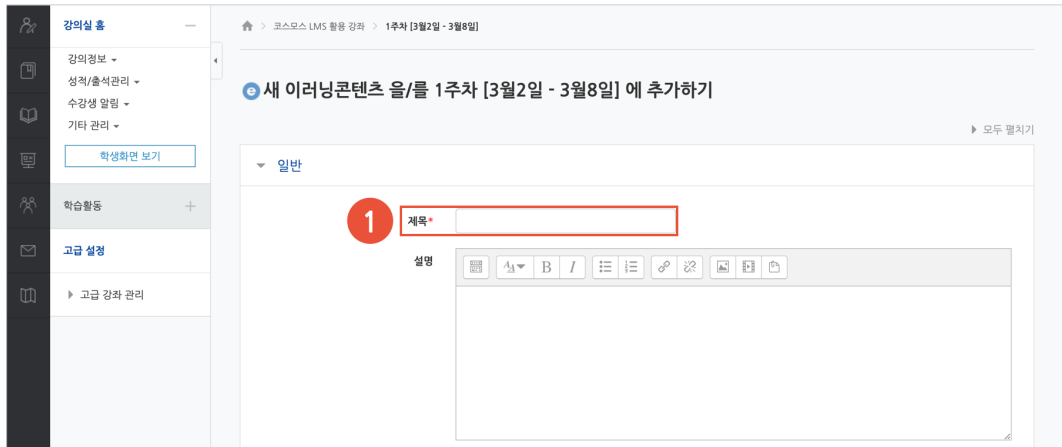 강의실 홈
강의정보
성적/출석관리
수강생 알림
기타 관리
학생화면 보기
학습활동
고급 설정
고급 강좌 관리
코스모스 LMS 활용 강좌 > 1주차 [3월2일 - 3월8일]
새 이러닝콘텐츠 을/를 1주차 [3월2일 - 3월8일] 에 추가하기
모두 펼치기
일반
1 제목*
설명
B I